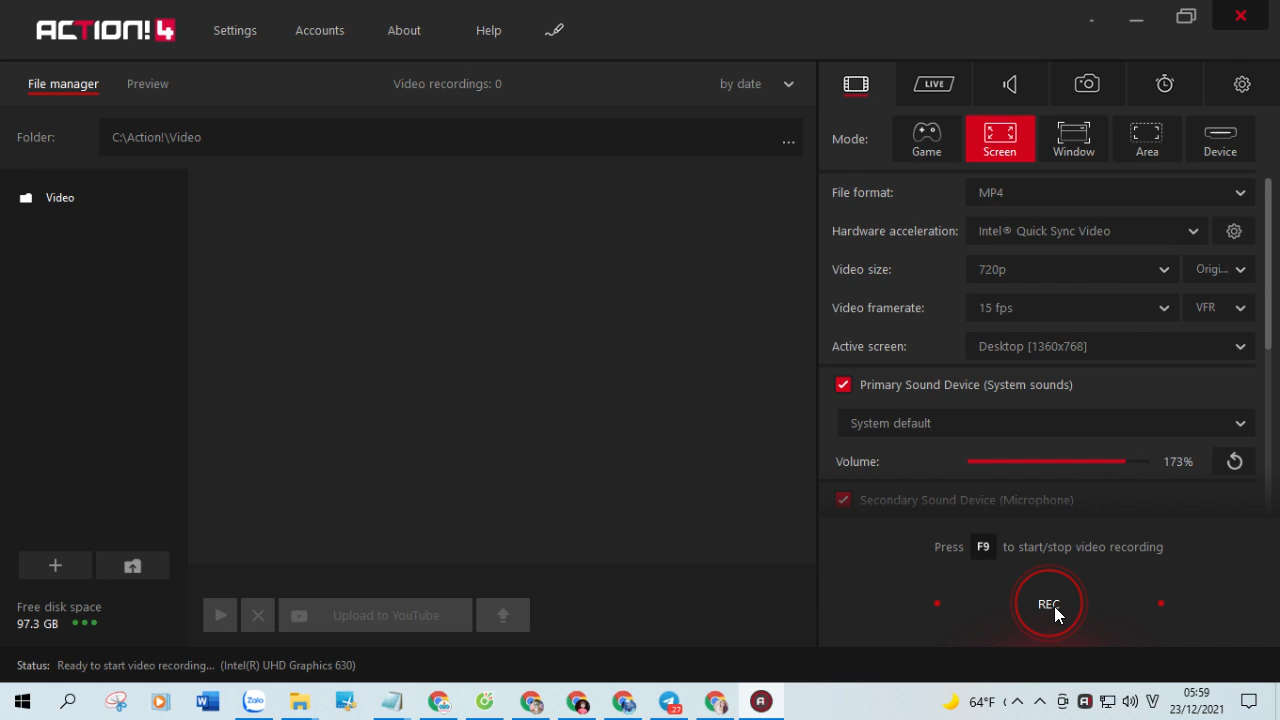 ACTION! 4
Settings
Accounts
About
Help
File manager
Preview
Video recordings: 0
by date
LIVE
Folder:
C:\Action!\Video
...
Mode:
Game
Screen
Window
Area
Device
Video
File format:
MP4
Hardware acceleration:
Intel® Quick Sync Video
Video size:
720p
Origi...
Video framerate:
15 fps
VFR
Active screen:
Desktop [1360x768]
Primary Sound Device (System sounds)
System default
Volume:
173%
Secondary Sound Device (Microphone)
Press F9 to start/stop video recording
REC
Free disk space
97.3 GB
Upload to YouTube
Status: Ready to start video recording... (Intel(R) UHD Graphics 630)
Zalo
27
64°F
05:59
23/12/2021